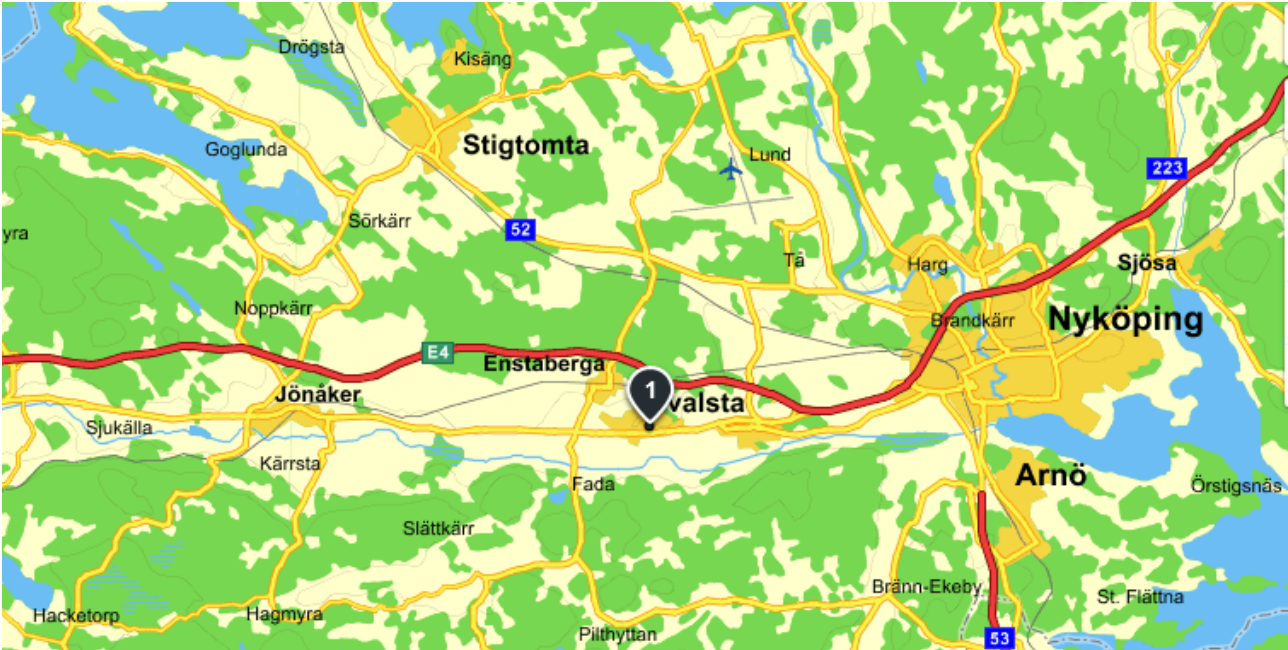 Drögsta
Kisäng
Stigtomta
Goglunda
Lund
223
Sörkärr
52
yra
Tå
Harg
Sjösa
Noppkärr
Brandkärr
Nyköping
E4
Enstaberga
Jönåker
1
valsta
Sjukälla
Kärrsta
Arnö
Fada
Örstigsnäs
Slättkärr
Bränn-Ekeby
St. Flättna
Hacketorp
Hagmyra
Pilthyttan
53